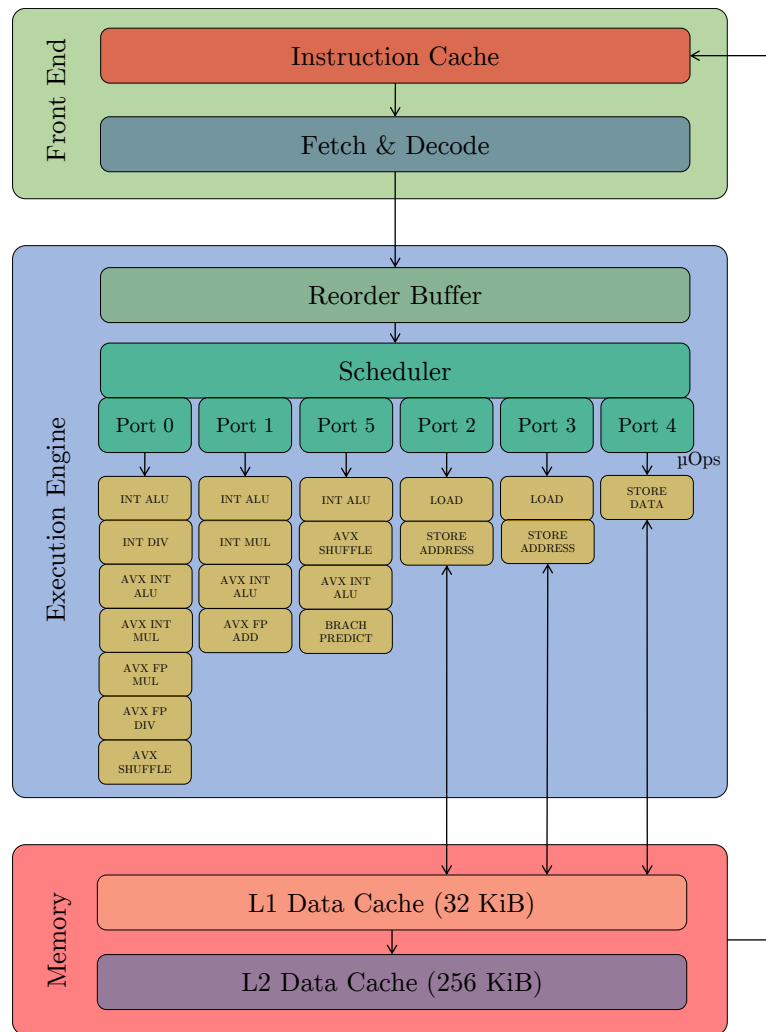 Front End
Instruction Cache
Fetch & Decode
Execution Engine
Reorder Buffer
Scheduler
Port 0
Port 1
Port 5
Port 2
Port 3
Port 4
µOps
INT ALU
INT DIV
AVX INT
ALU
AVX INT
MUL
AVX FP
MUL
AVX FP
DIV
AVX
SHUFFLE
INT ALU
INT MUL
AVX INT
ALU
AVX FP
ADD
INT ALU
AVX
SHUFFLE
AVX INT
ALU
BRACH
PREDICT
LOAD
STORE
ADDRESS
LOAD
STORE
ADDRESS
STORE
DATA
Memory
L1 Data Cache (32 KiB)
L2 Data Cache (256 KiB)